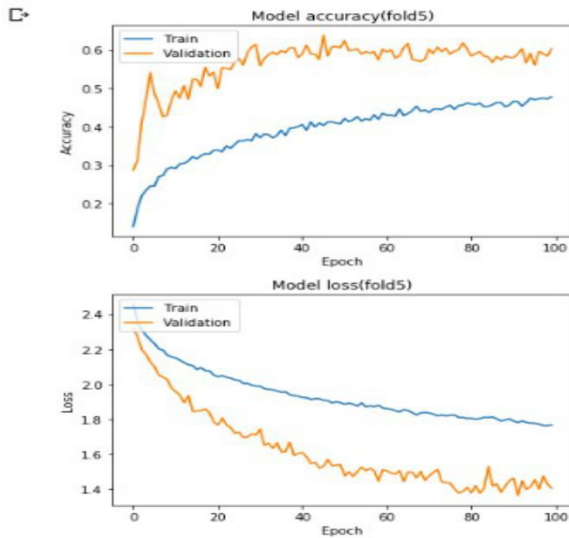 Model accuracy(fold5)
Train
Validation
0.6
0.5
0.4
0.3
0.2
Accuracy
0 20 40 60 80 100
Epoch
Model loss(fold5)
Train
Validation
2.4
2.2
2.0
1.8
1.6
1.4
Loss
0 20 40 60 80 100
Epoch